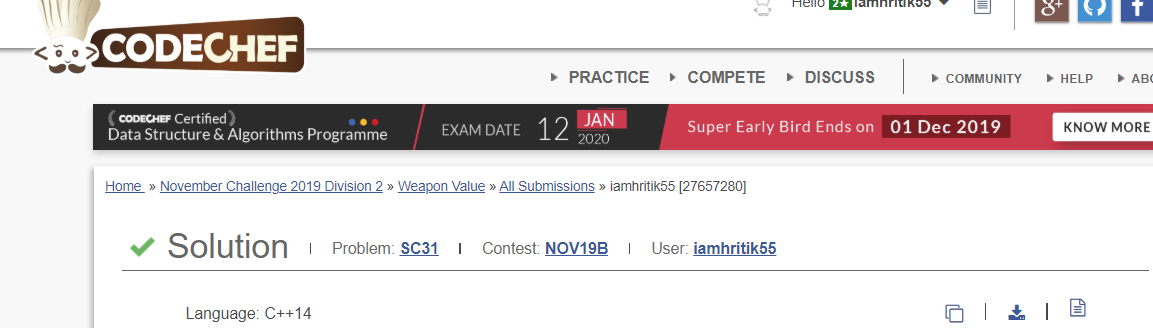 Hello 2★ iamhritik55
CODECHEF
PRACTICE COMPETE DISCUSS COMMUNITY HELP
CODECHEF Certified
Data Structure & Algorithms Programme
EXAM DATE 12 JAN 2020
Super Early Bird Ends on 01 Dec 2019 KNOW MORE
Home » November Challenge 2019 Division 2 » Weapon Value » All Submissions » iamhritik55 [27657280]
Solution | Problem: SC31 | Contest: NOV19B | User: iamhritik55
Language: C++14